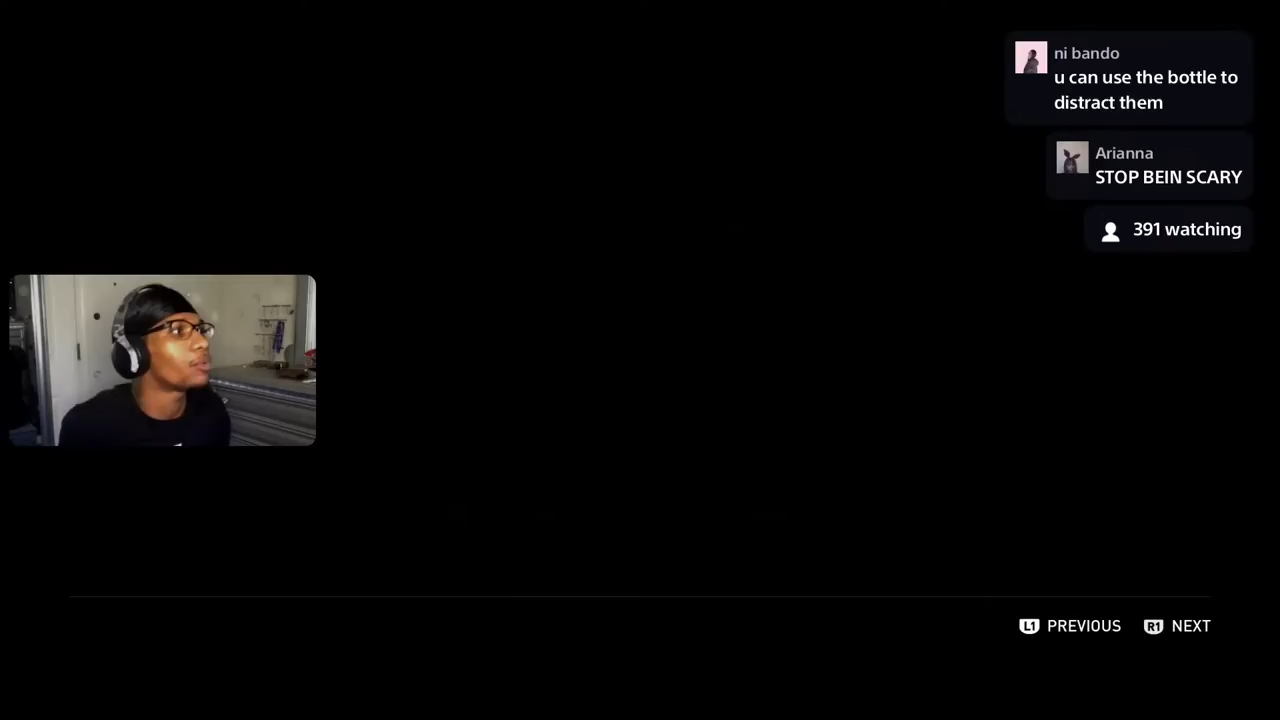 ni bando
u can use the bottle to
distract them
Arianna
STOP BEIN SCARY
391 watching
L1 PREVIOUS R1 NEXT